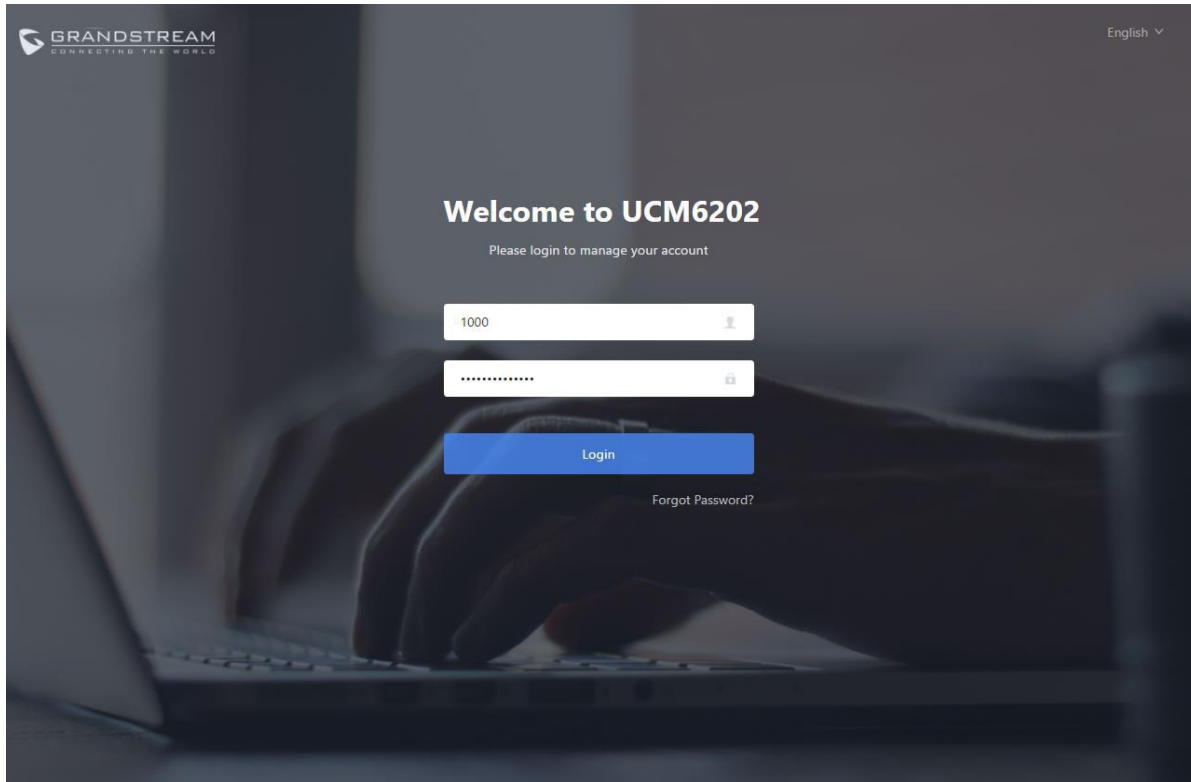 GRANDSTREAM
CONNECTING THE WORLD
English
Welcome to UCM6202
Please login to manage your account
1000
••••••••••••••
Login
Forgot Password?